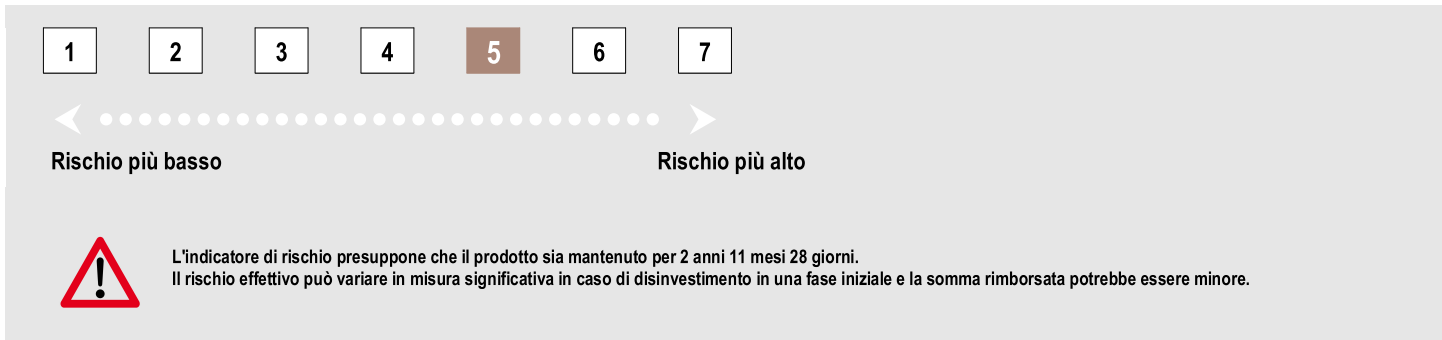 1 2 3 4 5 6 7
Rischio più basso Rischio più alto
L'indicatore di rischio presuppone che il prodotto sia mantenuto per 2 anni 11 mesi 28 giorni.
Il rischio effettivo può variare in misura significativa in caso di disinvestimento in una fase iniziale e la somma rimborsata potrebbe essere minore.